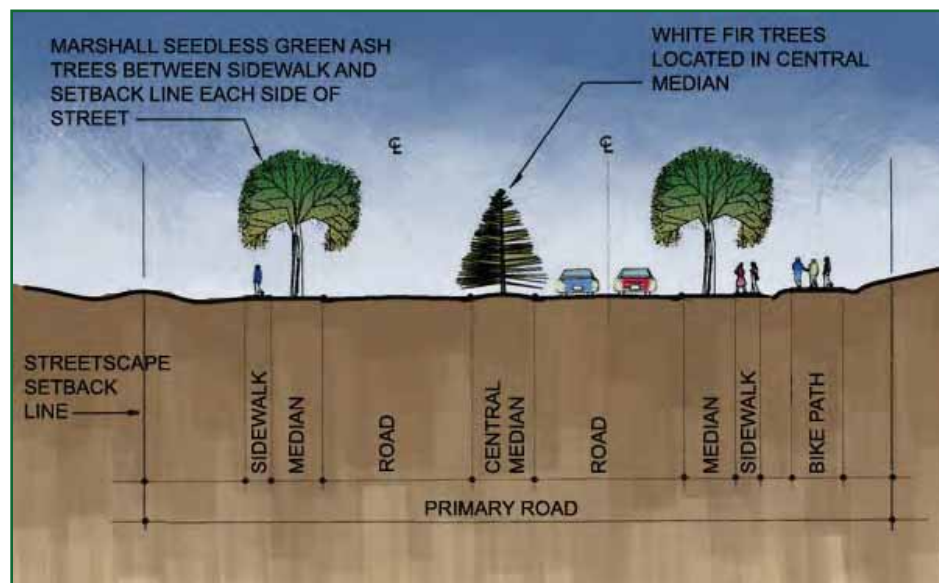 MARSHALL SEEDLESS GREEN ASH
TREES BETWEEN SIDEWALK AND
SETBACK LINE EACH SIDE OF
STREET
WHITE FIR TREES
LOCATED IN CENTRAL
MEDIAN
℄
℄
STREETSCAPE
SETBACK
LINE
SIDEWALK
MEDIAN
ROAD
CENTRAL
MEDIAN
ROAD
MEDIAN
SIDEWALK
BIKE PATH
PRIMARY ROAD